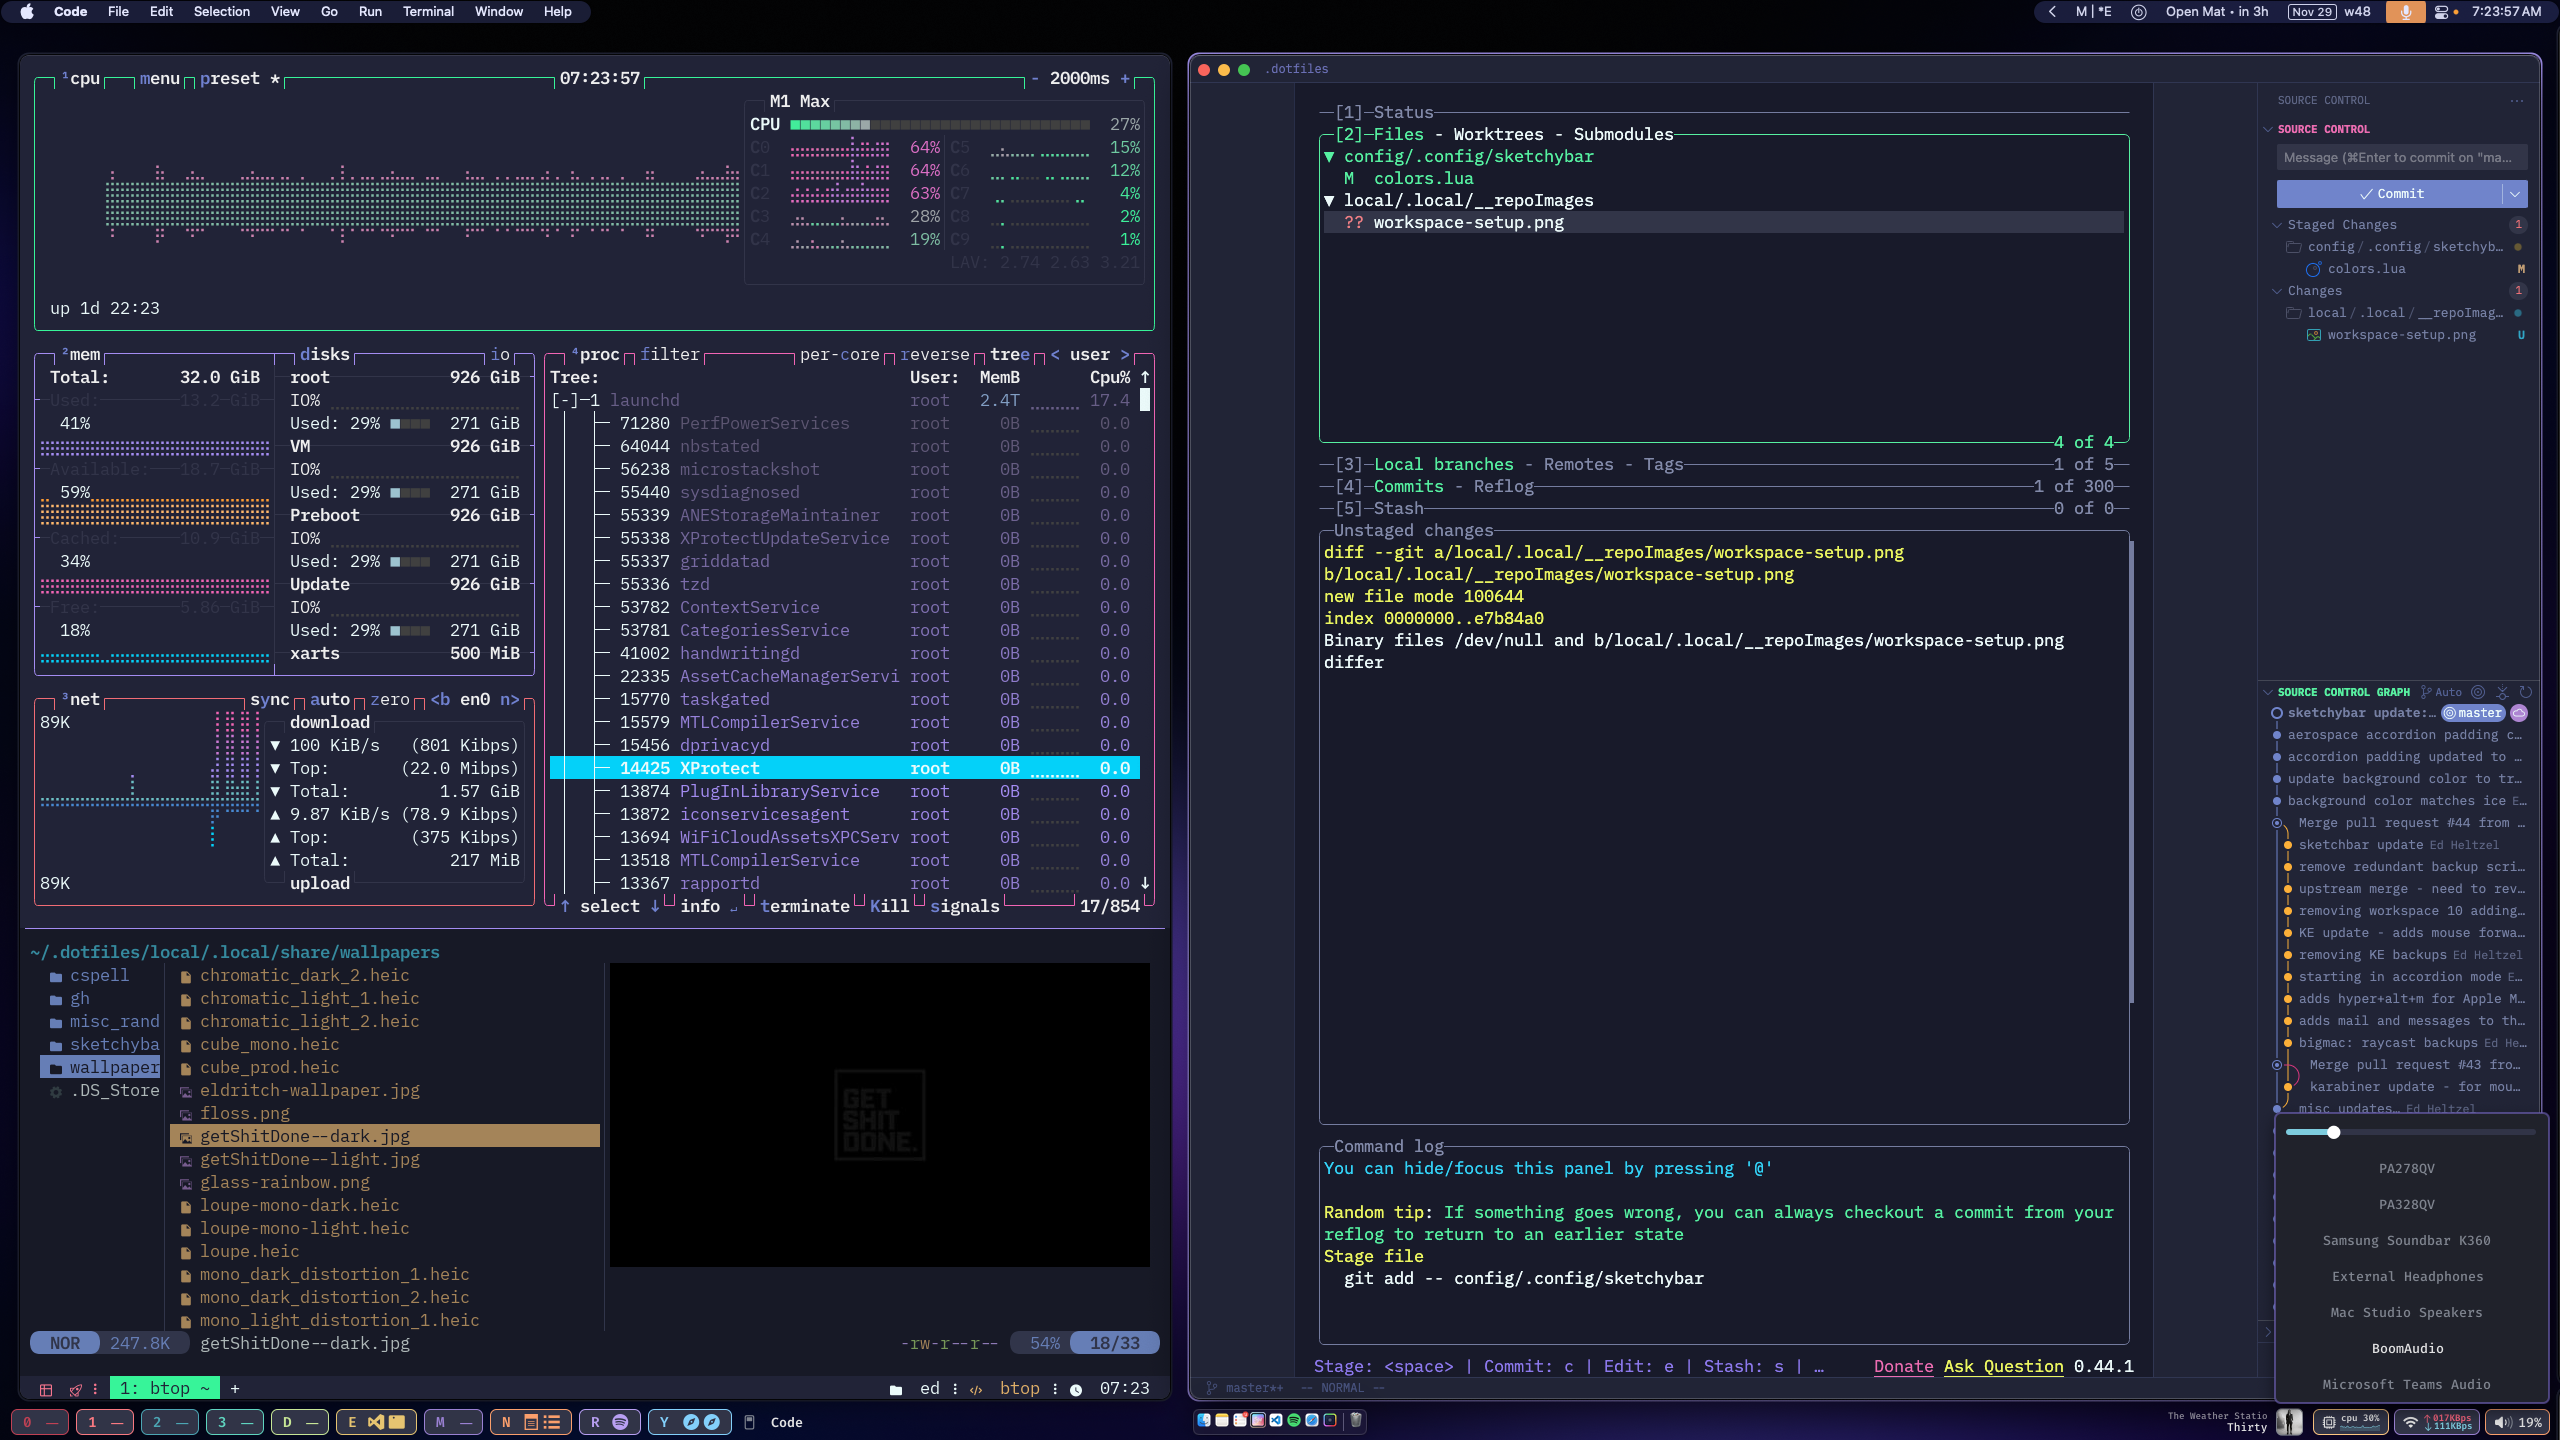 Code File Edit Selection View Go Run Terminal Window Help
M | *E Open Mat • in 3h Nov 29 w48 7:23:57 AM
¹cpu menu preset * 07:23:57 - 2000ms +
M1 Max
CPU 27%
C0 64% C5 15%
C1 64% C6 12%
C2 63% C7 4%
C3 28% C8 2%
C4 19% C9 1%
LAV: 2.74 2.63 3.21
up 1d 22:23
²mem disks io
Total: 32.0 GiB
Used: 13.2 GiB
41%
Available: 18.7 GiB
59%
Cached: 10.9 GiB
34%
Free: 5.86 GiB
18%
root 926 GiB
IO%
Used: 29% 271 GiB
VM 926 GiB
IO%
Used: 29% 271 GiB
Preboot 926 GiB
IO%
Used: 29% 271 GiB
Update 926 GiB
IO%
Used: 29% 271 GiB
xarts 500 MiB
³net sync auto zero <b en0 n>
89K
download
▼ 100 KiB/s (801 Kibps)
▼ Top: (22.0 Mibps)
▼ Total: 1.57 GiB
▲ 9.87 KiB/s (78.9 Kibps)
▲ Top: (375 Kibps)
▲ Total: 217 MiB
89K
upload
⁴proc filter per-core reverse tree < user >
Tree: User: MemB Cpu% ↑
[-]─1 launchd root 2.4T 17.4
71280 PerfPowerServices root 0B 0.0
64044 nbstated root 0B 0.0
56238 microstackshot root 0B 0.0
55440 sysdiagnosed root 0B 0.0
55339 ANEStorageMaintainer root 0B 0.0
55338 XProtectUpdateService root 0B 0.0
55337 griddatad root 0B 0.0
55336 tzd root 0B 0.0
53782 ContextService root 0B 0.0
53781 CategoriesService root 0B 0.0
41002 handwritingd root 0B 0.0
22335 AssetCacheManagerServi root 0B 0.0
15770 taskgated root 0B 0.0
15579 MTLCompilerService root 0B 0.0
15456 dprivacyd root 0B 0.0
14425 XProtect root 0B 0.0
13874 PlugInLibraryService root 0B 0.0
13872 iconservicesagent root 0B 0.0
13694 WiFiCloudAssetsXPCServ root 0B 0.0
13518 MTLCompilerService root 0B 0.0
13367 rapportd root 0B 0.0 ↓
↑ select ↓ info ↵ terminate Kill signals 17/854
~/.dotfiles/local/.local/share/wallpapers
cspell
gh
misc_rand
sketchyba
wallpaper
.DS_Store
chromatic_dark_2.heic
chromatic_light_1.heic
chromatic_light_2.heic
cube_mono.heic
cube_prod.heic
eldritch-wallpaper.jpg
floss.png
getShitDone--dark.jpg
getShitDone--light.jpg
glass-rainbow.png
loupe-mono-dark.heic
loupe-mono-light.heic
loupe.heic
mono_dark_distortion_1.heic
mono_dark_distortion_2.heic
mono_light_distortion_1.heic
GET
SHIT
DONE.
NOR 247.8K getShitDone--dark.jpg -rw-r--r-- 54% 18/33
1: btop ~ + ed btop 07:23
.dotfiles
[1]─Status
[2]─Files - Worktrees - Submodules
▼ config/.config/sketchybar
M colors.lua
▼ local/.local/__repoImages
?? workspace-setup.png
4 of 4
[3]─Local branches - Remotes - Tags 1 of 5
[4]─Commits - Reflog 1 of 300
[5]─Stash 0 of 0
Unstaged changes
diff --git a/local/.local/__repoImages/workspace-setup.png
b/local/.local/__repoImages/workspace-setup.png
new file mode 100644
index 0000000..e7b84a0
Binary files /dev/null and b/local/.local/__repoImages/workspace-setup.png
differ
Command log
You can hide/focus this panel by pressing '@'
Random tip: If something goes wrong, you can always checkout a commit from your
reflog to return to an earlier state
Stage file
git add -- config/.config/sketchybar
Stage: <space> | Commit: c | Edit: e | Stash: s | … Donate Ask Question 0.44.1
master*+ -- NORMAL --
SOURCE CONTROL ···
SOURCE CONTROL
Message (⌘Enter to commit on "ma...
Commit
Staged Changes 1
config / .config / sketchyb...
colors.lua M
Changes 1
local / .local / __repoImag...
workspace-setup.png U
SOURCE CONTROL GRAPH Auto
sketchybar update:... master
aerospace accordion padding c...
accordion padding updated to ...
update background color to tr...
background color matches ice E...
Merge pull request #44 from ...
sketchbar update Ed Heltzel
remove redundant backup scri...
upstream merge - need to rev...
removing workspace 10 adding...
KE update - adds mouse forwa...
removing KE backups Ed Heltzel
starting in accordion mode E...
adds hyper+alt+m for Apple M...
adds mail and messages to th...
bigmac: raycast backups Ed He...
Merge pull request #43 fro...
karabiner update - for mou...
misc updates... Ed Heltzel
PA278QV
PA328QV
Samsung Soundbar K360
External Headphones
Mac Studio Speakers
BoomAudio
Microsoft Teams Audio
0 — 1 — 2 — 3 — D — E M — N R Y Code
The Weather Statio
Thirty
cpu 30%
↑017KBps
↓111KBps
19%